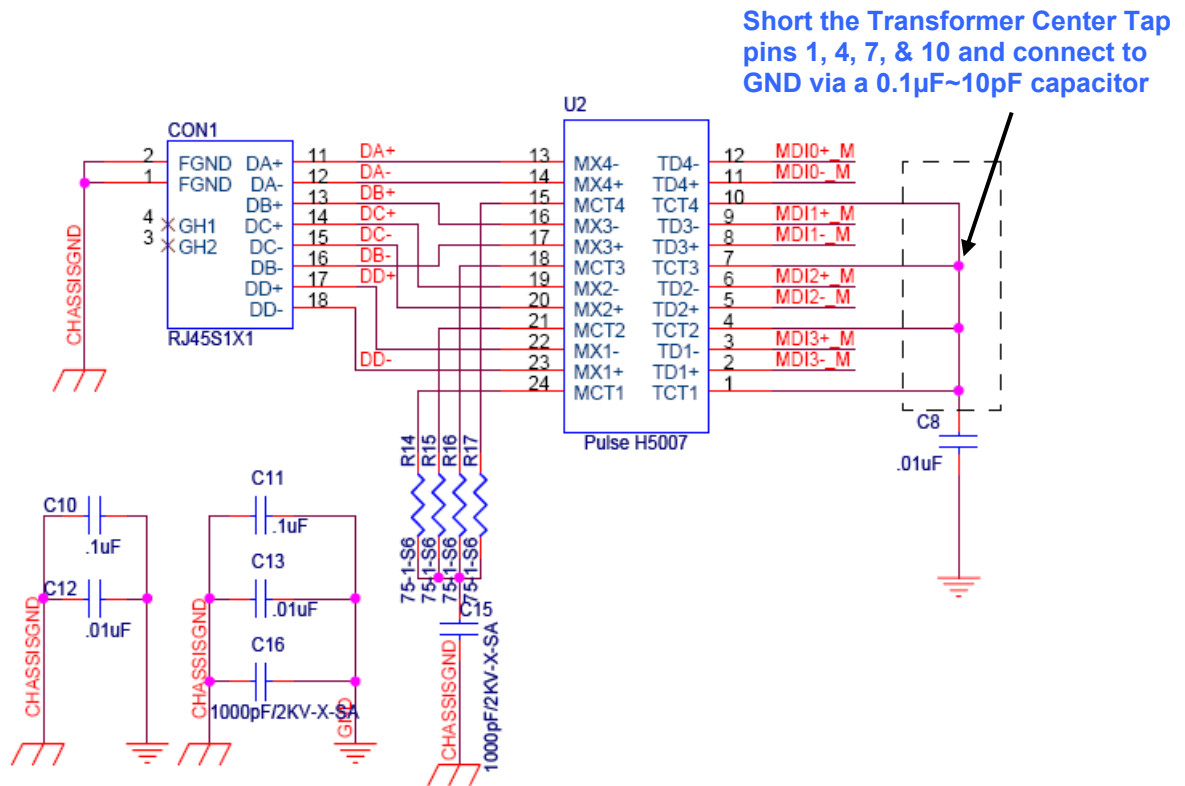 Short the Transformer Center Tap
pins 1, 4, 7, & 10 and connect to
GND via a 0.1µF~10pF capacitor
U2
CON1
2 FGND DA+ 11 DA+ 13 MX4- TD4- 12 MDI0+_M
1 FGND DA- 12 DA- 14 MX4+ TD4+ 11 MDI0-_M
DB+ 13 DB+ 15 MCT4 TCT4 10
4 GH1 DC+ 14 DC+ 16 MX3- TD3- 9 MDI1+_M
3 GH2 DC- 15 DC- 17 MX3+ TD3+ 8 MDI1-_M
DB- 16 DB- 18 MCT3 TCT3 7
DD+ 17 DD+ 19 MX2- TD2- 6 MDI2+_M
DD- 18 20 MX2+ TD2+ 5 MDI2-_M
21 MCT2 TCT2 4
22 MX1- TD1- 3 MDI3+_M
DD- 23 MX1+ TD1+ 2 MDI3-_M
24 MCT1 TCT1 1
RJ45S1X1
CHASSISGND
Pulse H5007
C8
.01uF
R14
R15
R16
R17
75-1-S6
75-1-S6
75-1-S6
75-1-S6
C15
1000pF/2KV-X-SA
CHASSISGND
C10
.1uF
C12
.01uF
CHASSISGND
C11
.1uF
C13
.01uF
C16
1000pF/2KV-X-SA
CHASSISGND
GND